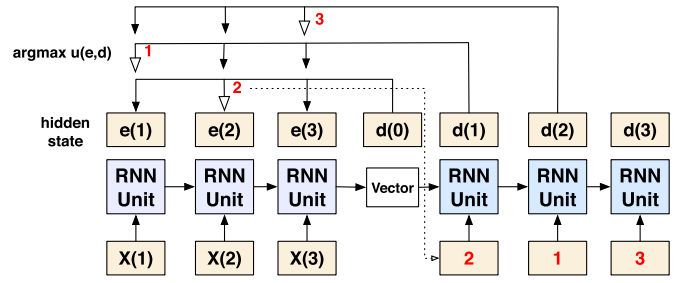 3
argmax u(e,d) 1
2
hidden state e(1) e(2) e(3) d(0) d(1) d(2) d(3)
RNN Unit RNN Unit RNN Unit Vector RNN Unit RNN Unit RNN Unit
X(1) X(2) X(3) 2 1 3